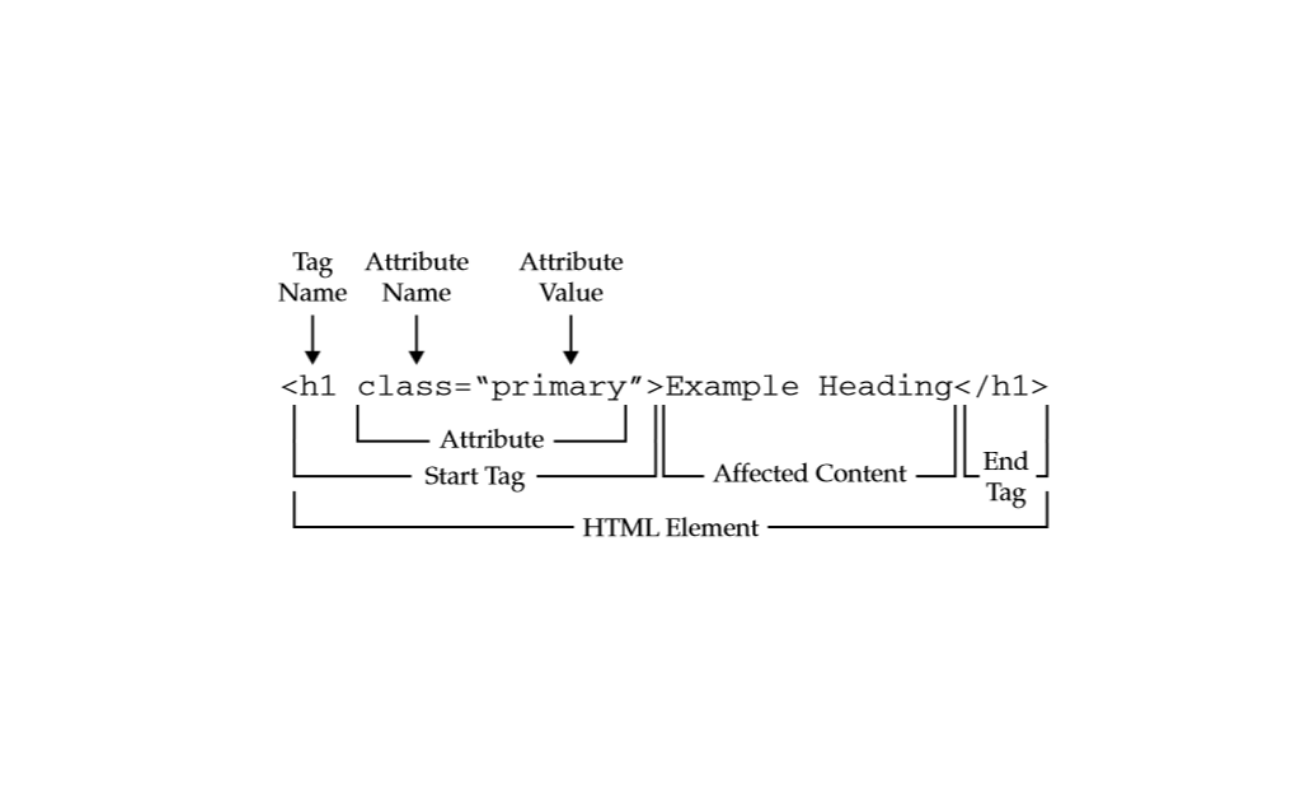 Tag Attribute Attribute
Name Name Value
<h1 class=“primary”>Example Heading</h1>
Attribute
Start Tag Affected Content End
Tag
HTML Element